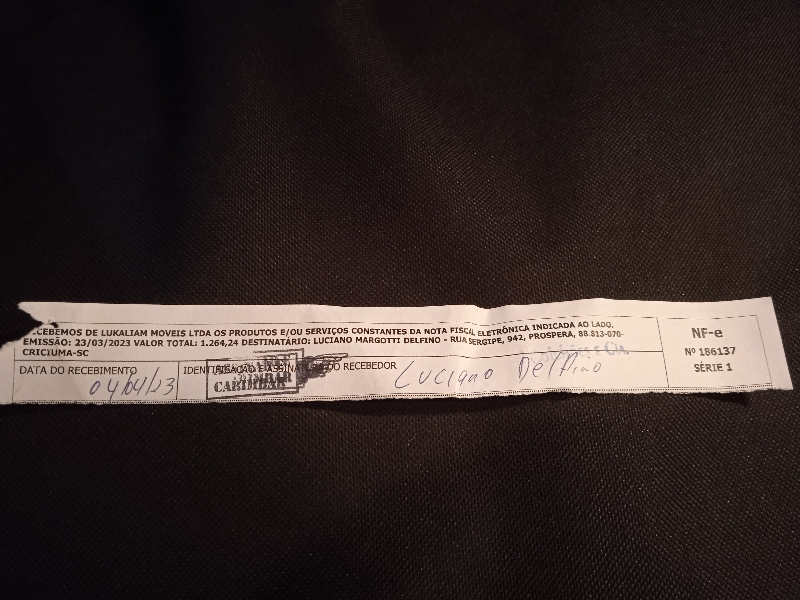 CEBEMOS DE LUKALIAM MOVEIS LTDA OS PRODUTOS E/OU SERVIÇOS CONSTANTES DA NOTA FISCAL ELETRÔNICA INDICADA AO LADO.
EMISSÃO: 23/03/2023 VALOR TOTAL: 1.264,24 DESTINATÁRIO: LUCIANO MARGOTTI DELFINO - RUA SERGIPE, 942, PROSPERA, 88.813-070-
CRICIUMA-SC
DATA DO RECEBIMENTO
04/04/23
IDENTIFICAÇÃO E ASSINATURA DO RECEBEDOR
CARIMBAR
Luciano Delfino
NF-e
Nº 186137
SÉRIE 1